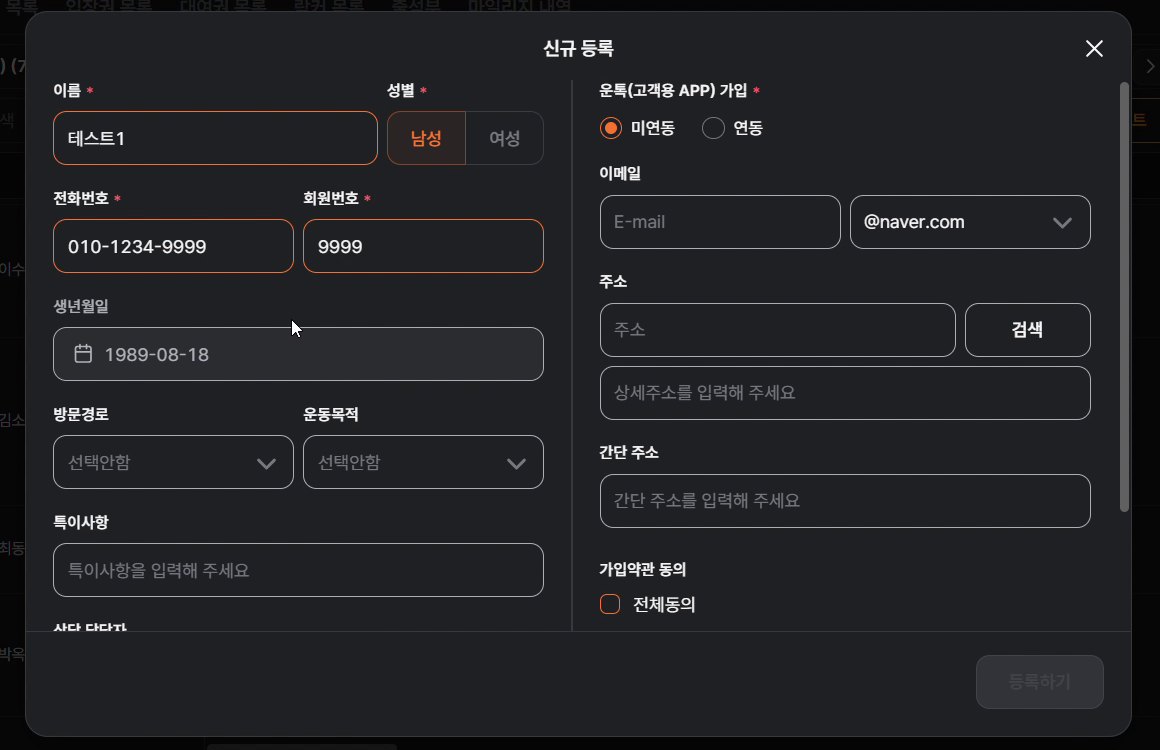 신규 등록
이름 *
성별 *
테스트1
남성
여성
전화번호 *
회원번호 *
010-1234-9999
9999
생년월일
1989-08-18
방문경로
운동목적
선택안함
선택안함
특이사항
특이사항을 입력해 주세요
상담 담당자
운톡(고객용 APP) 가입 *
미연동
연동
이메일
E-mail
@naver.com
주소
주소
검색
상세주소를 입력해 주세요
간단 주소
간단 주소를 입력해 주세요
가입약관 동의
전체동의
등록하기